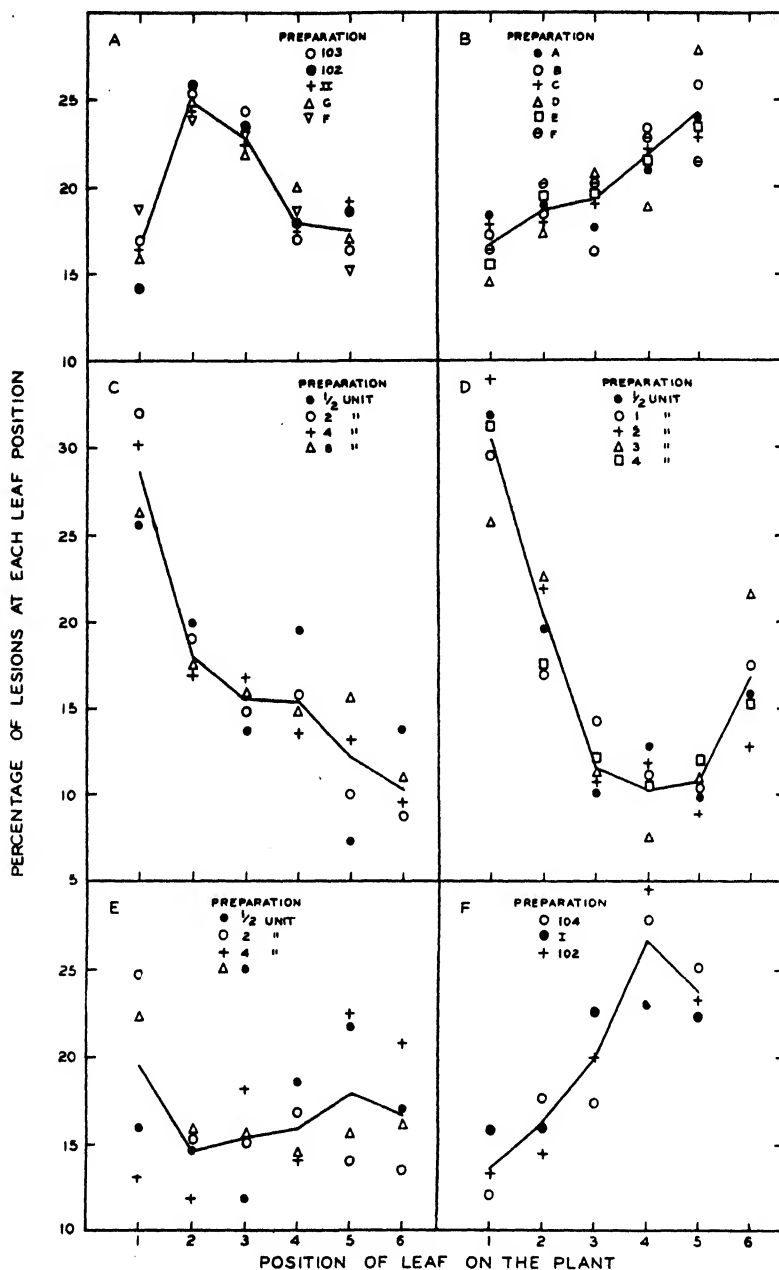 A
PREPARATION
○ 103
● 102
+ II
△ G
▽ F
B
PREPARATION
● A
○ B
+ C
△ D
□ E
⊖ F
25
20
15
10
C
PREPARATION
● 1/2 UNIT
○ 2 "
+ 4 "
△ 8 "
D
PREPARATION
● 1/2 UNIT
○ 1 "
+ 2 "
△ 3 "
□ 4 "
30
25
20
15
10
5
E
PREPARATION
● 1/2 UNIT
○ 2 "
+ 4 "
△ 8
F
PREPARATION
○ 104
● I
+ 102
25
20
15
10
1 2 3 4 5 6
1 2 3 4 5 6
PERCENTAGE OF LESIONS AT EACH LEAF POSITION
POSITION OF LEAF ON THE PLANT